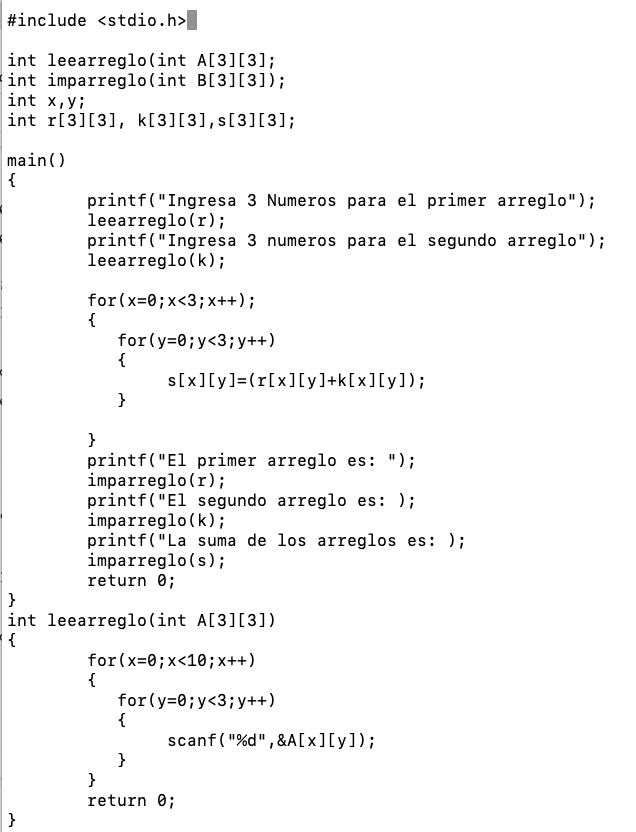 #include <stdio.h>
int leearreglo(int A[3][3];
int imparreglo(int B[3][3]);
int x,y;
int r[3][3], k[3][3],s[3][3];
main()
{
printf("Ingresa 3 Numeros para el primer arreglo");
leearreglo(r);
printf("Ingresa 3 numeros para el segundo arreglo");
leearreglo(k);
for(x=0;x<3;x++);
{
for(y=0;y<3;y++)
{
s[x][y]=(r[x][y]+k[x][y]);
}
}
printf("El primer arreglo es: ");
imparreglo(r);
printf("El segundo arreglo es: );
imparreglo(k);
printf("La suma de los arreglos es: );
imparreglo(s);
return 0;
}
int leearreglo(int A[3][3])
{
for(x=0;x<10;x++)
{
for(y=0;y<3;y++)
{
scanf("%d",&A[x][y]);
}
}
return 0;
}